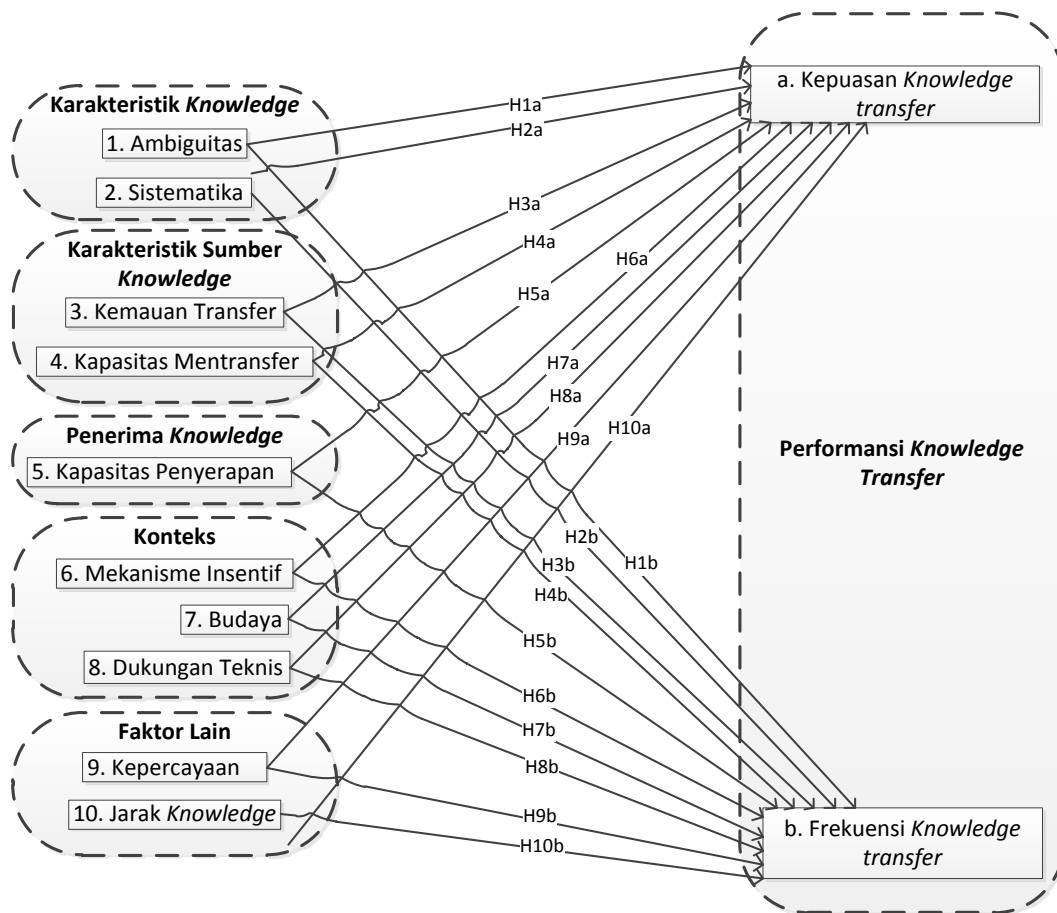 Karakteristik Knowledge
1. Ambiguitas
2. Sistematika
Karakteristik Sumber
Knowledge
3. Kemauan Transfer
4. Kapasitas Mentransfer
Penerima Knowledge
5. Kapasitas Penyerapan
Konteks
6. Mekanisme Insentif
7. Budaya
8. Dukungan Teknis
Faktor Lain
9. Kepercayaan
10. Jarak Knowledge
H1a
H2a
H3a
H4a
H5a
H6a
H7a
H8a
H9a
H10a
H1b
H2b
H3b
H4b
H5b
H6b
H7b
H8b
H9b
H10b
a. Kepuasan Knowledge
transfer
Performansi Knowledge
Transfer
b. Frekuensi Knowledge
transfer